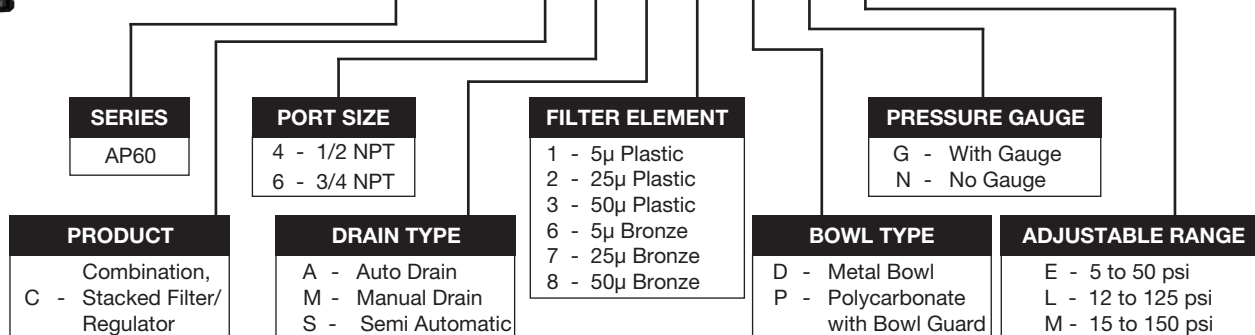 SERIES
AP60
PORT SIZE
4 - 1/2 NPT
6 - 3/4 NPT
FILTER ELEMENT
1 - 5µ Plastic
2 - 25µ Plastic
3 - 50µ Plastic
6 - 5µ Bronze
7 - 25µ Bronze
8 - 50µ Bronze
PRESSURE GAUGE
G - With Gauge
N - No Gauge
PRODUCT
Combination,
C - Stacked Filter/
Regulator
DRAIN TYPE
A - Auto Drain
M - Manual Drain
S - Semi Automatic
BOWL TYPE
D - Metal Bowl
P - Polycarbonate
with Bowl Guard
ADJUSTABLE RANGE
E - 5 to 50 psi
L - 12 to 125 psi
M - 15 to 150 psi